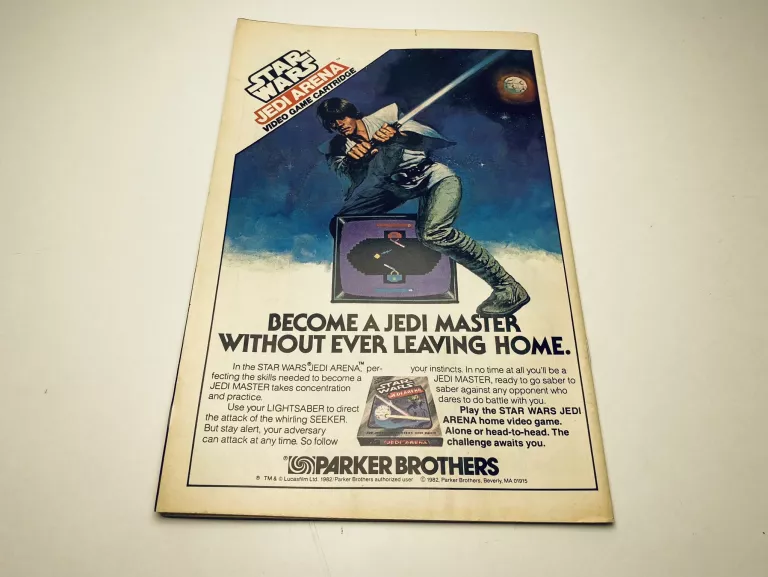 STAR
WARS
JEDI ARENA™
VIDEO GAME CARTRIDGE
BECOME A JEDI MASTER
WITHOUT EVER LEAVING HOME.
In the STAR WARS® JEDI ARENA,™ per-
fecting the skills needed to become a
JEDI MASTER takes concentration
and practice.
Use your LIGHTSABER to direct
the attack of the whirling SEEKER.
But stay alert, your adversary
can attack at any time. So follow
your instincts. In no time at all you'll be a
JEDI MASTER, ready to go saber to
saber against any opponent who
dares to do battle with you.
Play the STAR WARS JEDI
ARENA home video game.
Alone or head-to-head. The
challenge awaits you.
STAR
WARS
JEDI ARENA
JEDI ARENA
PARKER BROTHERS
® TM & © Lucasfilm Ltd. 1982/Parker Brothers authorized user © 1982, Parker Brothers, Beverly, MA 01915